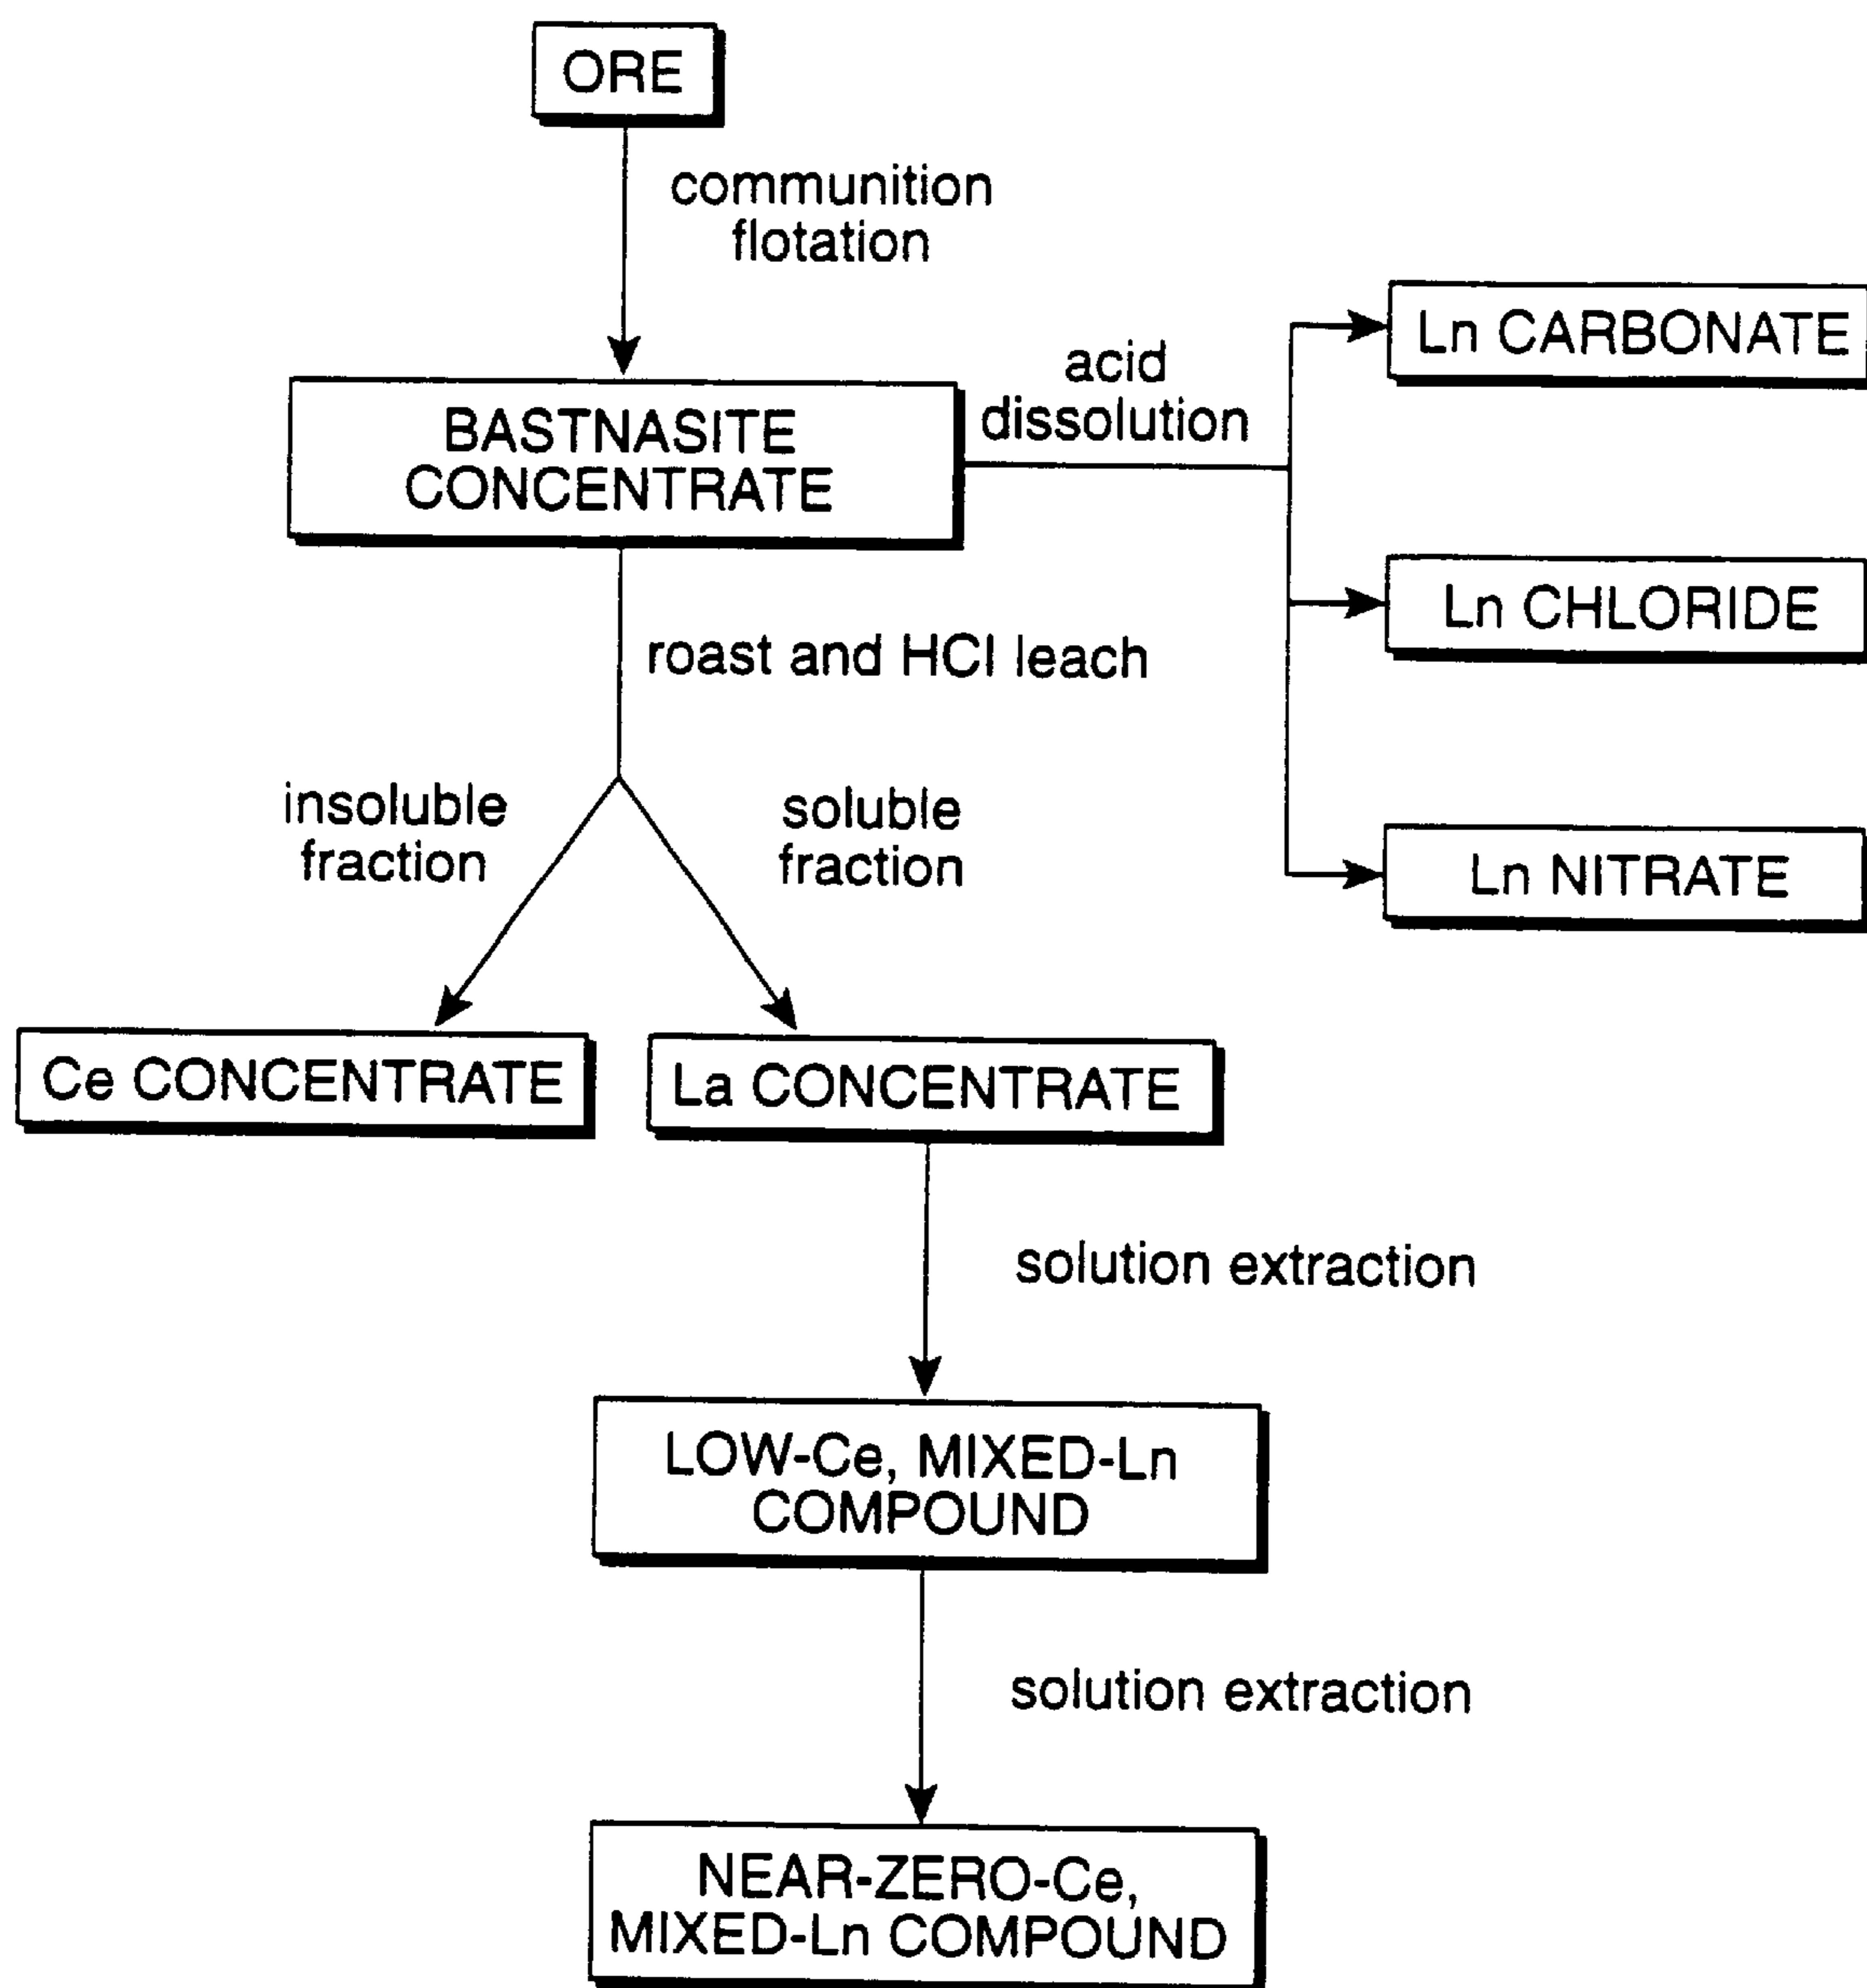 ORE
communition
flotation
BASTNASITE
CONCENTRATE
acid
dissolution
Ln CARBONATE
Ln CHLORIDE
Ln NITRATE
roast and HCl leach
insoluble
fraction
soluble
fraction
Ce CONCENTRATE
La CONCENTRATE
solution extraction
LOW-Ce, MIXED-Ln
COMPOUND
solution extraction
NEAR-ZERO-Ce,
MIXED-Ln COMPOUND